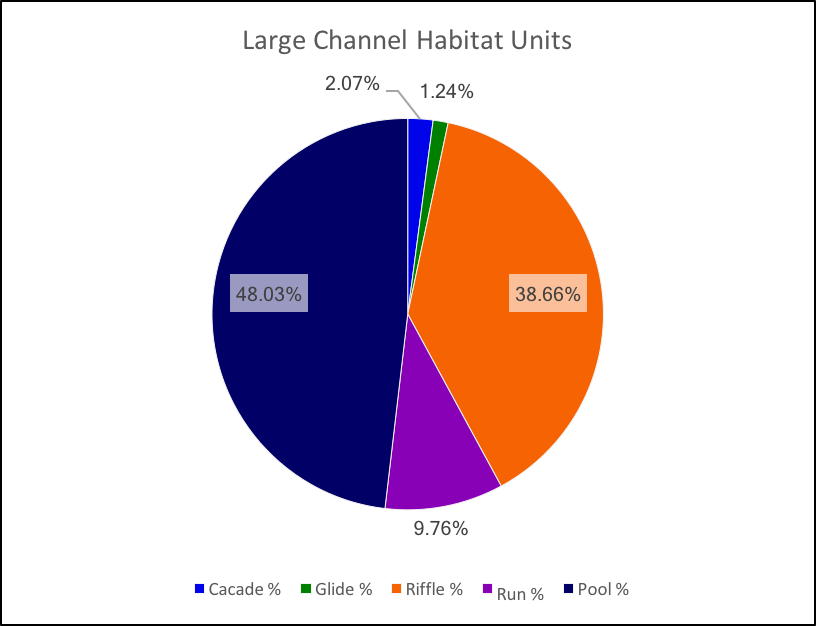 Large Channel Habitat Units
2.07%
1.24%
48.03%
38.66%
9.76%
Cacade % Glide % Riffle % Run % Pool %